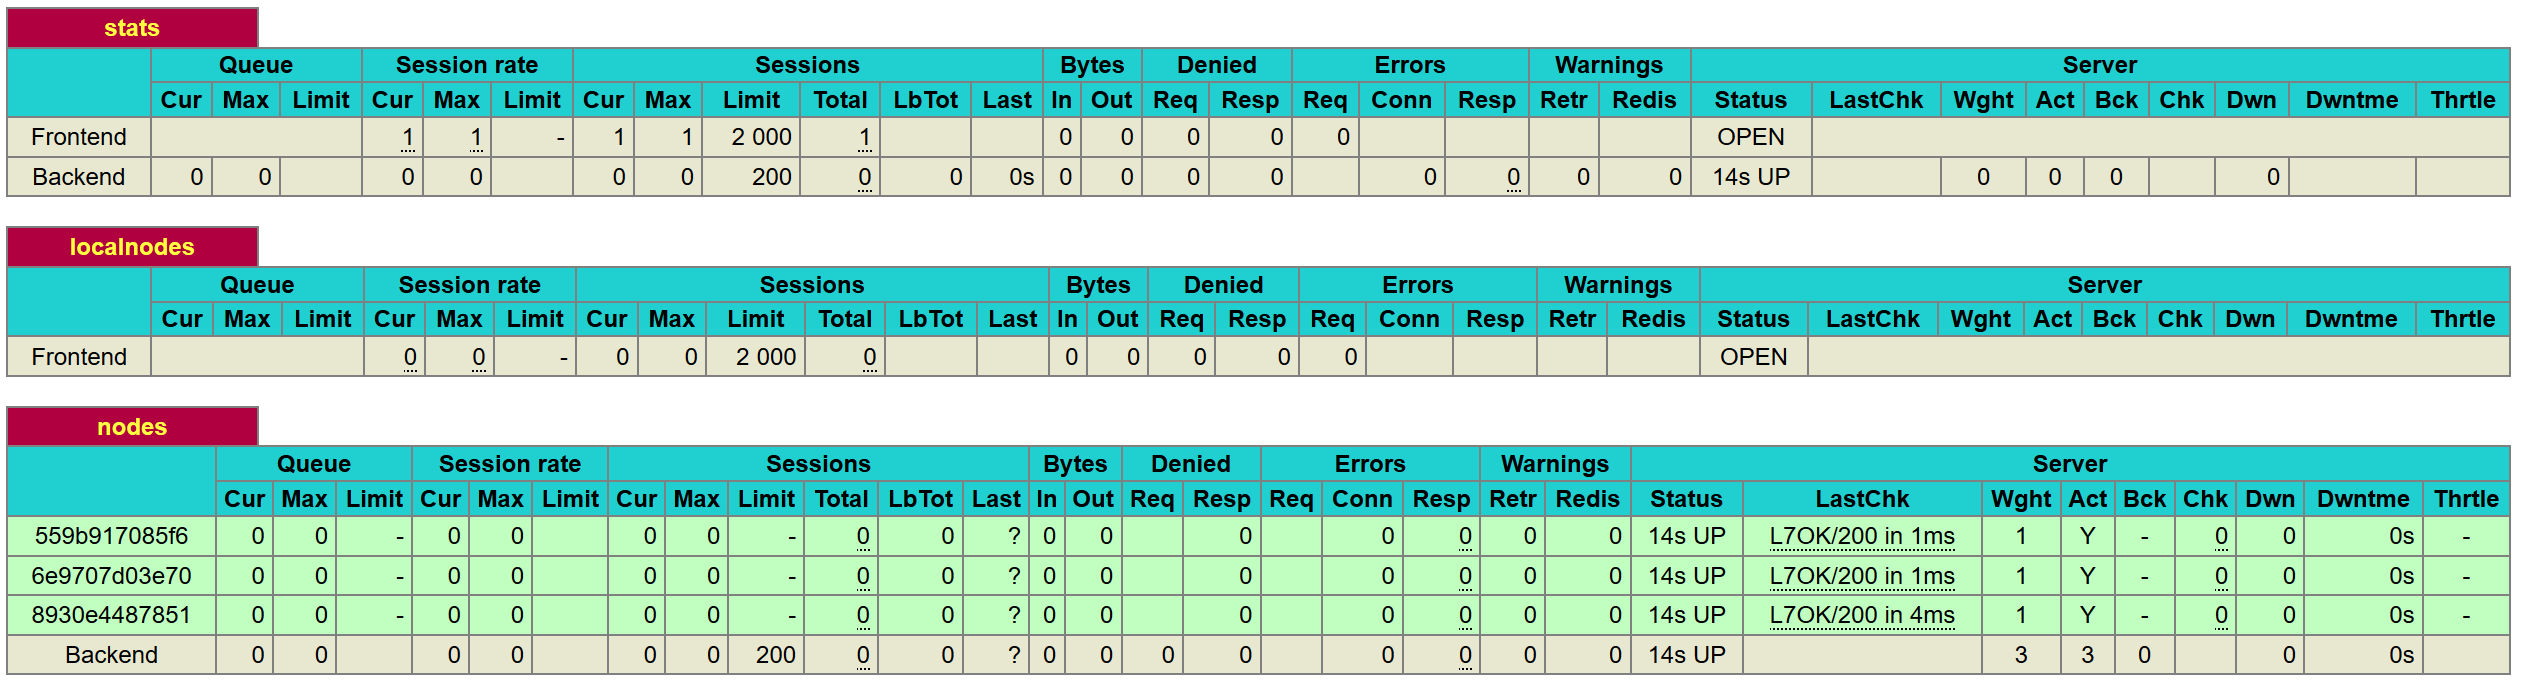 stats
Queue Session rate Sessions Bytes Denied Errors Warnings Server
Cur Max Limit Cur Max Limit Cur Max Limit Total LbTot Last In Out Req Resp Req Conn Resp Retr Redis Status LastChk Wght Act Bck Chk Dwn Dwntme Thrtle
Frontend 1 1 - 1 1 2 000 1 0 0 0 0 0 OPEN
Backend 0 0 0 0 0 0 200 0 0 0s 0 0 0 0 0 0 0 0 14s UP 0 0 0 0
localnodes
Queue Session rate Sessions Bytes Denied Errors Warnings Server
Cur Max Limit Cur Max Limit Cur Max Limit Total LbTot Last In Out Req Resp Req Conn Resp Retr Redis Status LastChk Wght Act Bck Chk Dwn Dwntme Thrtle
Frontend 0 0 - 0 0 2 000 0 0 0 0 0 0 OPEN
nodes
Queue Session rate Sessions Bytes Denied Errors Warnings Server
Cur Max Limit Cur Max Limit Cur Max Limit Total LbTot Last In Out Req Resp Req Conn Resp Retr Redis Status LastChk Wght Act Bck Chk Dwn Dwntme Thrtle
559b917085f6 0 0 - 0 0 0 0 - 0 0 ? 0 0 0 0 0 0 0 14s UP L7OK/200 in 1ms 1 Y - 0 0 0s -
6e9707d03e70 0 0 - 0 0 0 0 - 0 0 ? 0 0 0 0 0 0 0 14s UP L7OK/200 in 1ms 1 Y - 0 0 0s -
8930e4487851 0 0 - 0 0 0 0 - 0 0 ? 0 0 0 0 0 0 0 14s UP L7OK/200 in 4ms 1 Y - 0 0 0s -
Backend 0 0 0 0 0 0 200 0 0 ? 0 0 0 0 0 0 0 0 14s UP 3 3 0 0 0s